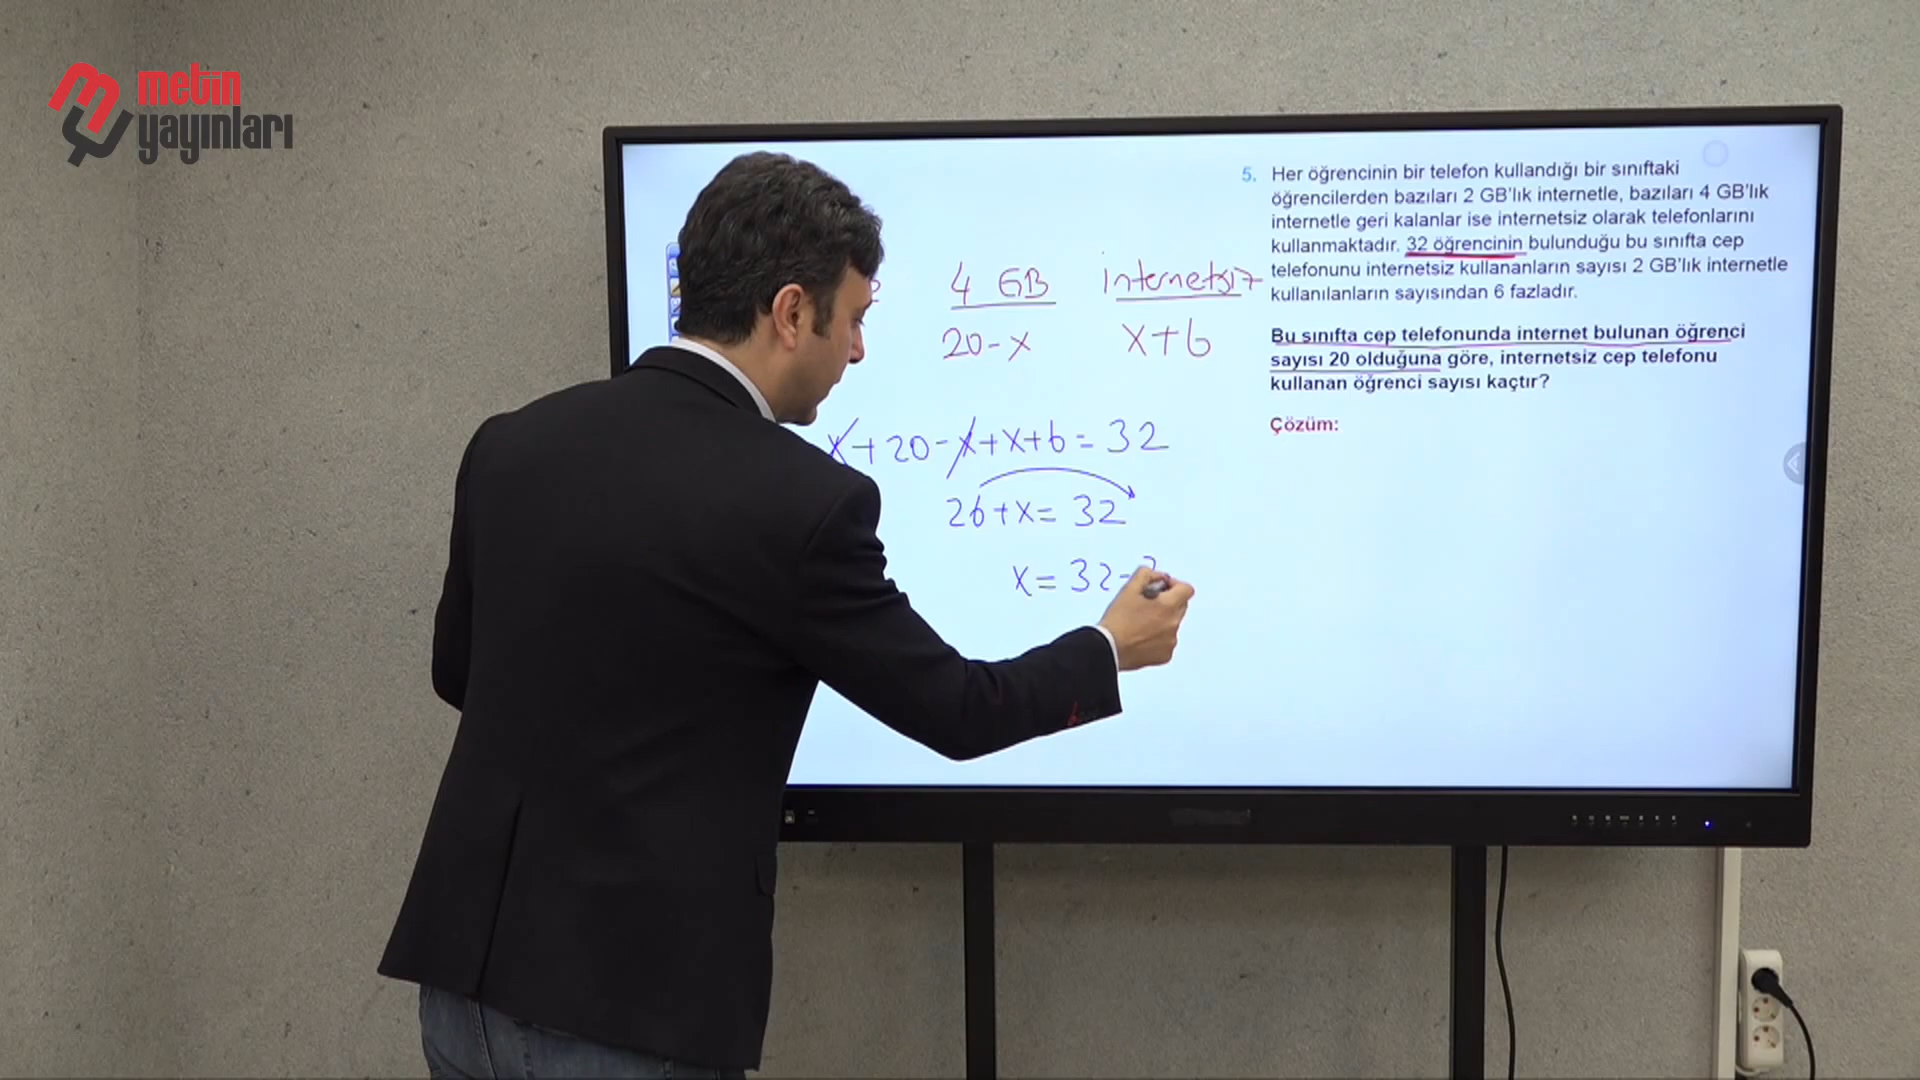 metin
yayınları
4 GB
internetsiz
20-x
x+6
x+20-x+x+6=32
26+x=32
x=32-2
5. Her öğrencinin bir telefon kullandığı bir sınıftaki
öğrencilerden bazıları 2 GB'lık internetle, bazıları 4 GB'lık
internetle geri kalanlar ise internetsiz olarak telefonlarını
kullanmaktadır. 32 öğrencinin bulunduğu bu sınıfta cep
telefonunu internetsiz kullananların sayısı 2 GB'lık internetle
kullanılanların sayısından 6 fazladır.
Bu sınıfta cep telefonunda internet bulunan öğrenci
sayısı 20 olduğuna göre, internetsiz cep telefonu
kullanan öğrenci sayısı kaçtır?
Çözüm: